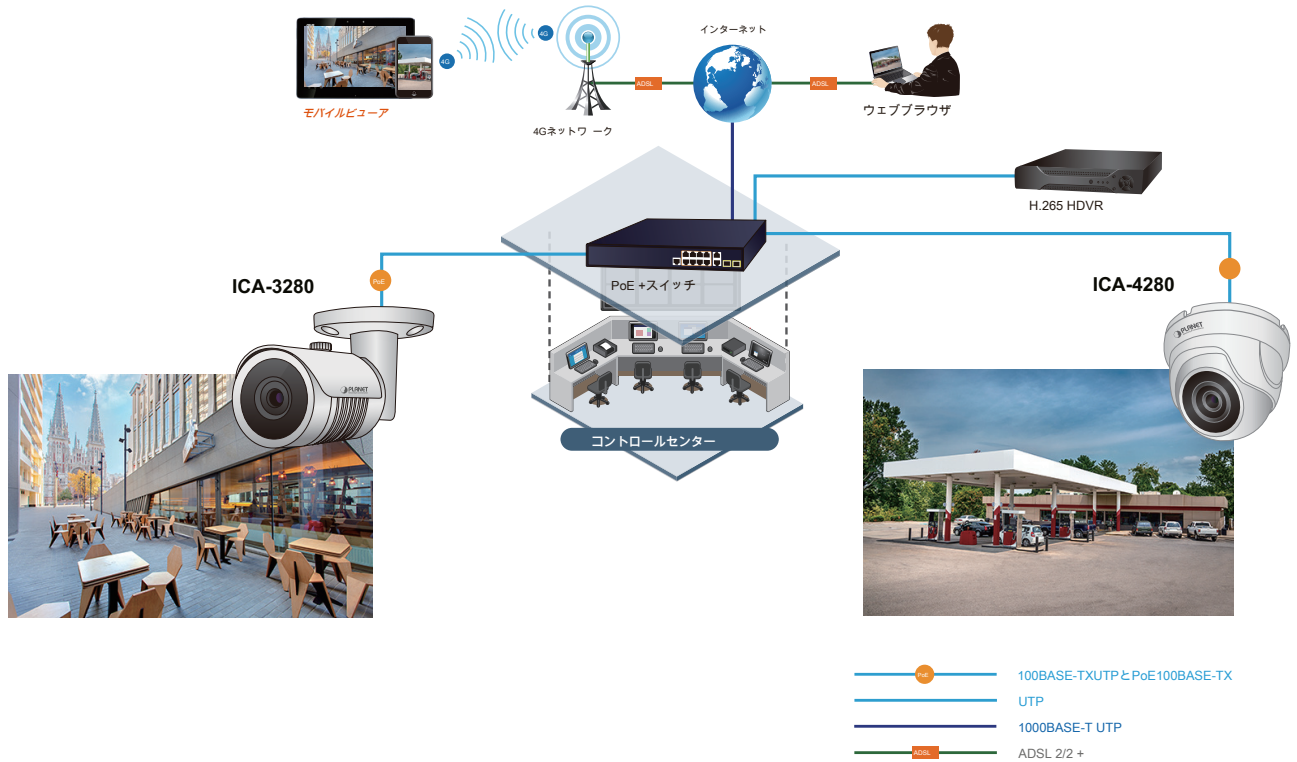 インターネット
4G
4G
ADSL
ADSL
モバイルビューア
4Gネットワ ーク
ウェブブラウザ
H.265 HDVR
ICA-3280
PoE
PoE +スイッチ
ICA-4280
PLANET
PLANET
コントロールセンター
PoE
100BASE-TXUTPとPoE100BASE-TX
UTP
1000BASE-T UTP
ADSL
ADSL 2/2 +